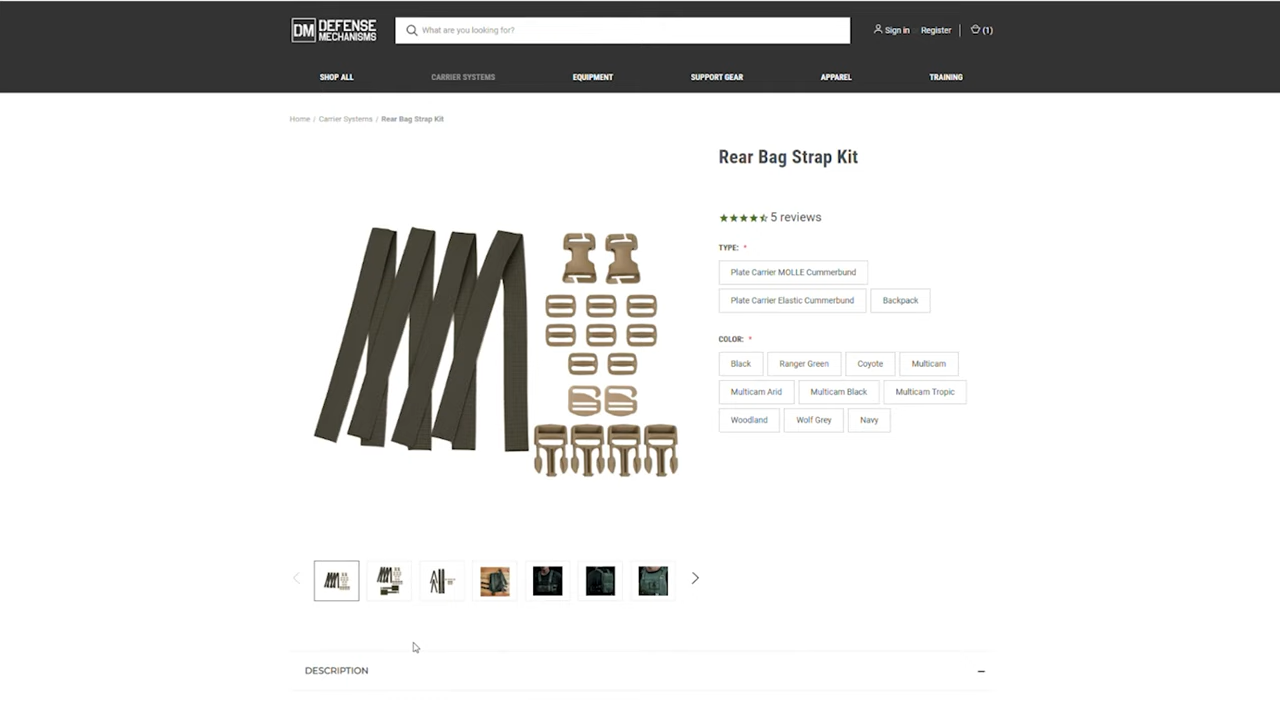 DM DEFENSE
MECHANISMS
What are you looking for?
Sign in Register (1)
SHOP ALL CARRIER SYSTEMS EQUIPMENT SUPPORT GEAR APPAREL TRAINING
Home / Carrier Systems / Rear Bag Strap Kit
Rear Bag Strap Kit
5 reviews
TYPE: *
Plate Carrier MOLLE Cummerbund
Plate Carrier Elastic Cummerbund Backpack
COLOR: *
Black Ranger Green Coyote Multicam
Multicam Arid Multicam Black Multicam Tropic
Woodland Wolf Grey Navy
DESCRIPTION